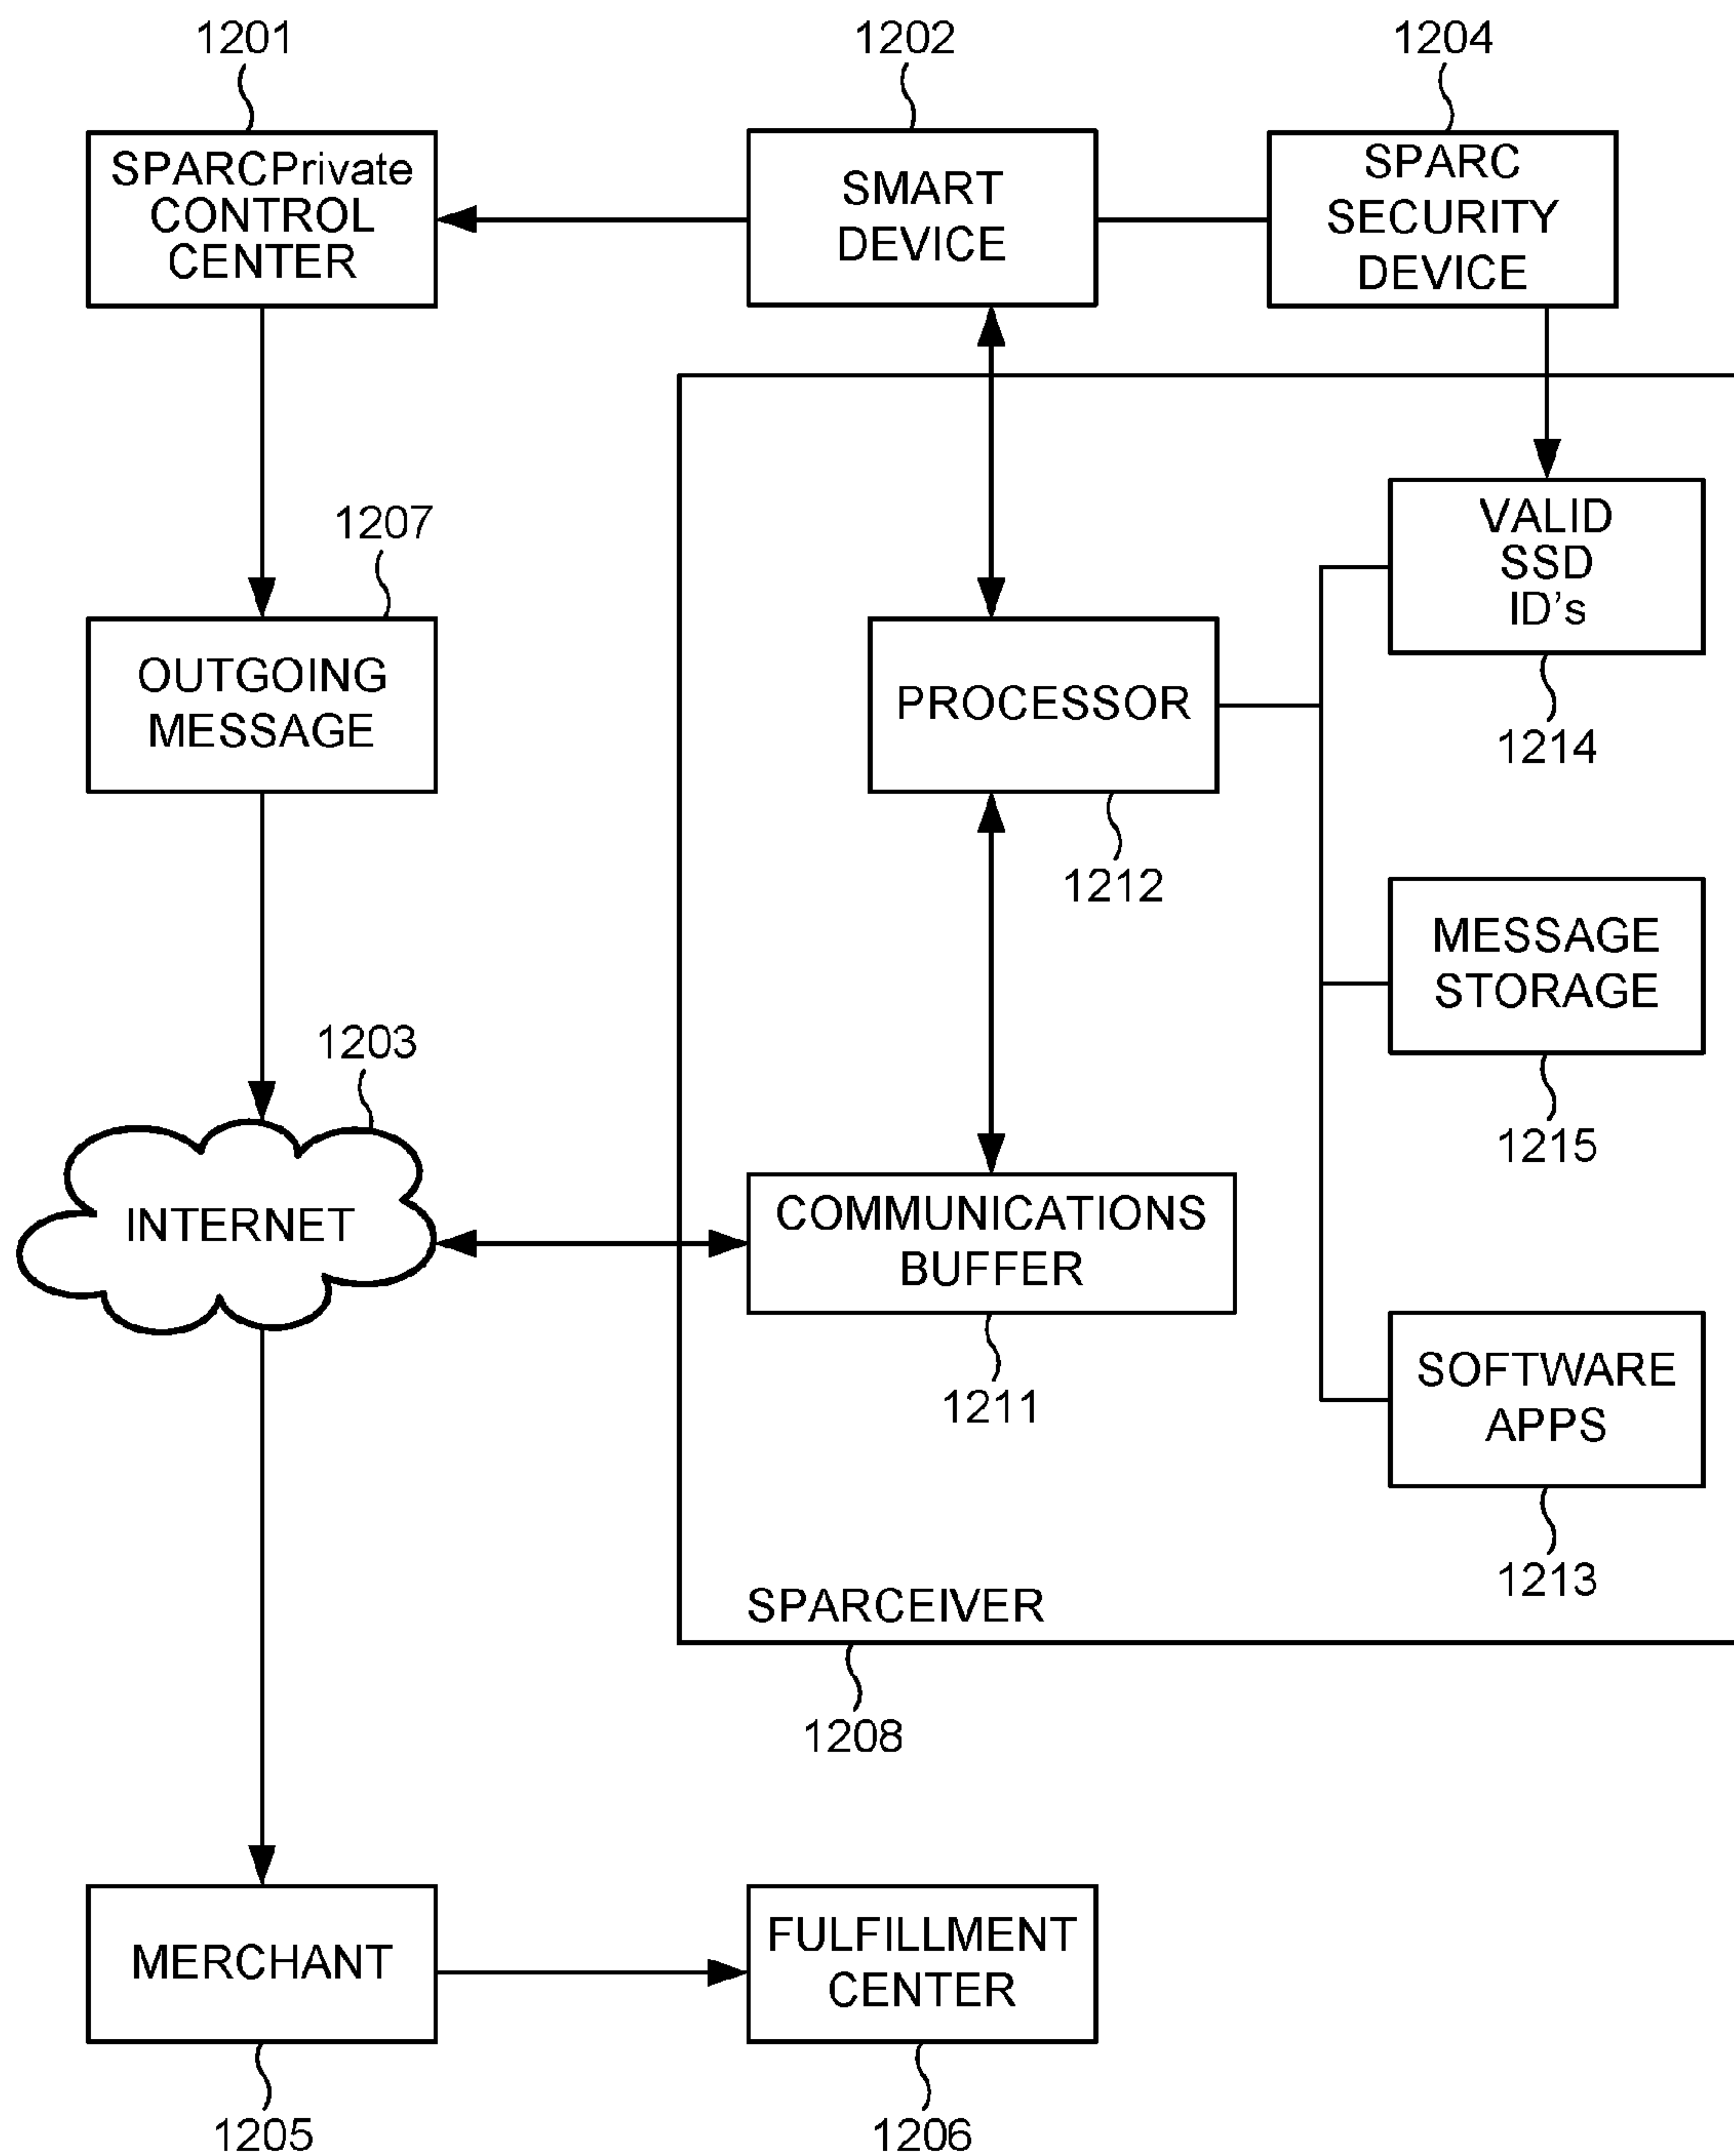 1201
1202
1204
SPARCPrivate
CONTROL
CENTER
SMART
DEVICE
SPARC
SECURITY
DEVICE
1207
OUTGOING
MESSAGE
PROCESSOR
1212
VALID
SSD
ID's
1214
MESSAGE
STORAGE
1215
1203
INTERNET
COMMUNICATIONS
BUFFER
1211
SOFTWARE
APPS
1213
SPARCEIVER
1208
MERCHANT
1205
FULFILLMENT
CENTER
1206